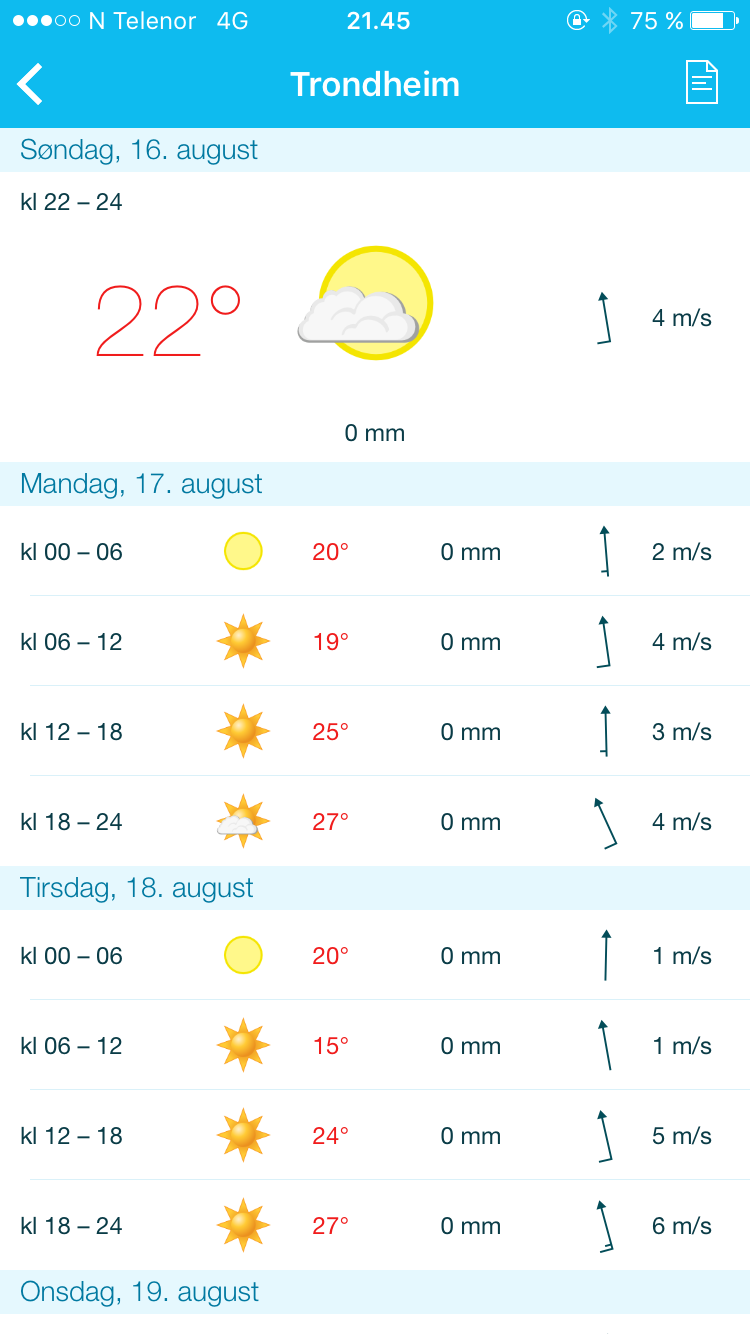 N Telenor 4G 21.45 75 %
Trondheim
Søndag, 16. august
kl 22 – 24
22° 4 m/s
0 mm
Mandag, 17. august
kl 00 – 06 20° 0 mm 2 m/s
kl 06 – 12 19° 0 mm 4 m/s
kl 12 – 18 25° 0 mm 3 m/s
kl 18 – 24 27° 0 mm 4 m/s
Tirsdag, 18. august
kl 00 – 06 20° 0 mm 1 m/s
kl 06 – 12 15° 0 mm 1 m/s
kl 12 – 18 24° 0 mm 5 m/s
kl 18 – 24 27° 0 mm 6 m/s
Onsdag, 19. august